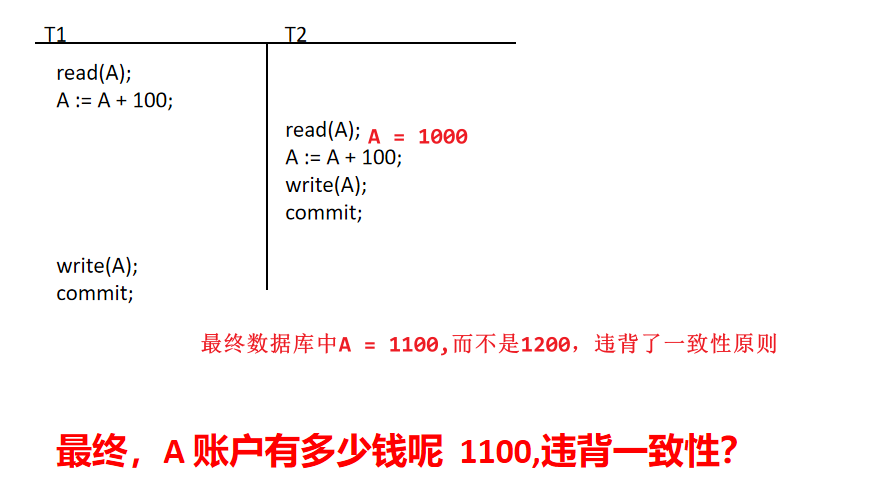 T1 T2
read(A);
A := A + 100;
read(A); A = 1000
A := A + 100;
write(A);
commit;
write(A);
commit;
最终数据库中A = 1100,而不是1200，违背了一致性原则
最终，A 账户有多少钱呢 1100,违背一致性?